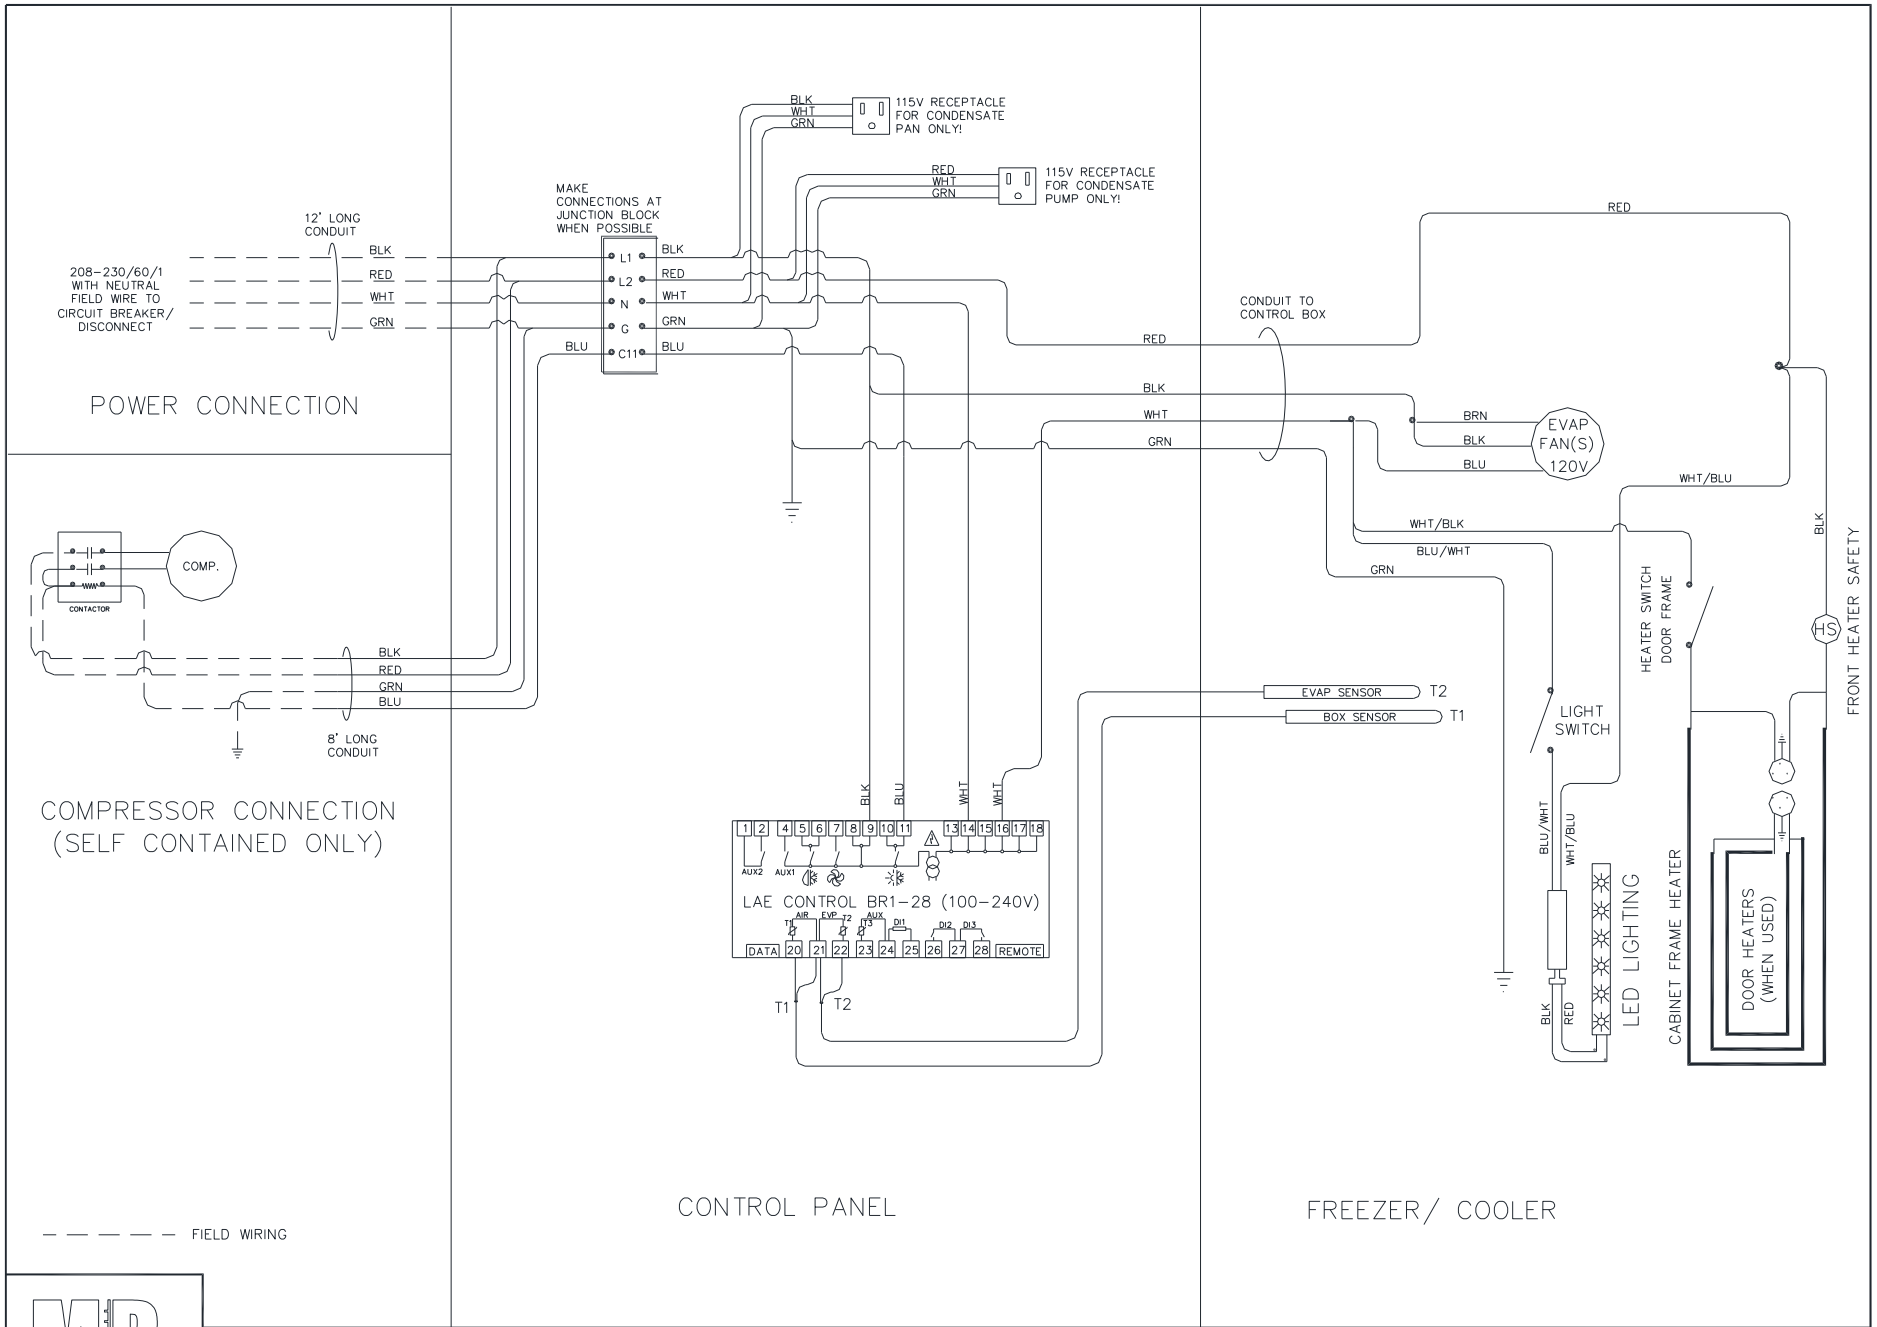 BLK
WHT
GRN
115V RECEPTACLE
FOR CONDENSATE
PAN ONLY!
RED
WHT
GRN
115V RECEPTACLE
FOR CONDENSATE
PUMP ONLY!
MAKE
CONNECTIONS AT
JUNCTION BLOCK
WHEN POSSIBLE
12' LONG
CONDUIT
208-230/60/1
WITH NEUTRAL
FIELD WIRE TO
CIRCUIT BREAKER/
DISCONNECT
BLK
RED
WHT
GRN
BLU
L1
L2
N
G
C11
BLK
RED
WHT
GRN
BLU
POWER CONNECTION
RED
CONDUIT TO
CONTROL BOX
RED
BLK
WHT
GRN
BRN
BLK
BLU
EVAP
FAN(S)
120V
WHT/BLU
WHT/BLK
BLU/WHT
GRN
BLK
HEATER SWITCH
DOOR FRAME
HS
FRONT HEATER SAFETY
COMP.
CONTACTOR
BLK
RED
GRN
BLU
8' LONG
CONDUIT
COMPRESSOR CONNECTION
(SELF CONTAINED ONLY)
EVAP SENSOR
T2
BOX SENSOR
T1
LIGHT
SWITCH
BLK
BLU
WHT
WHT
1 2 4 5 6 7 8 9 10 11 13 14 15 16 17 18
AUX2
AUX1
LAE CONTROL BR1-28 (100-240V)
T1
AIR
EVP
T2
AUX
T3
DI1
DI2
DI3
DATA 20 21 22 23 24 25 26 27 28 REMOTE
T1
T2
BLU/WHT
WHT/BLU
BLK
RED
LED LIGHTING
CABINET FRAME HEATER
DOOR HEATERS
(WHEN USED)
CONTROL PANEL
FREEZER/ COOLER
FIELD WIRING